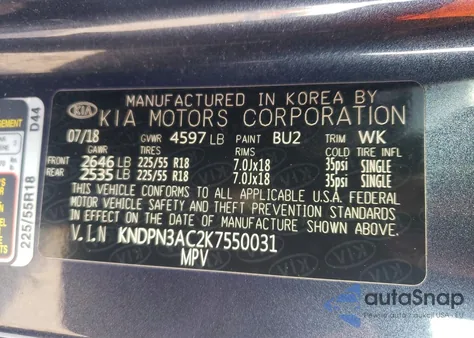 MANUFACTURED IN KOREA BY
KIA KIA MOTORS CORPORATION
07/18 GVWR 4597 LB PAINT BU2 TRIM WK
GAWR TIRES RIMS COLD TIRE INFL
FRONT 2646 LB 225/55 R18 7.0Jx18 35psi SINGLE
REAR 2535 LB 225/55 R18 7.0Jx18 35psi SINGLE
THIS VEHICLE CONFORMS TO ALL APPLICABLE U.S.A. FEDERAL
MOTOR VEHICLE SAFETY, BUMPER, AND THEFT PREVENTION STANDARDS
IN EFFECT ON THE DATE OF MANUFACTURE SHOWN ABOVE.
V.I.N KNDPN3AC2K7550031
MPV
D44
225/55R18
autoSnap